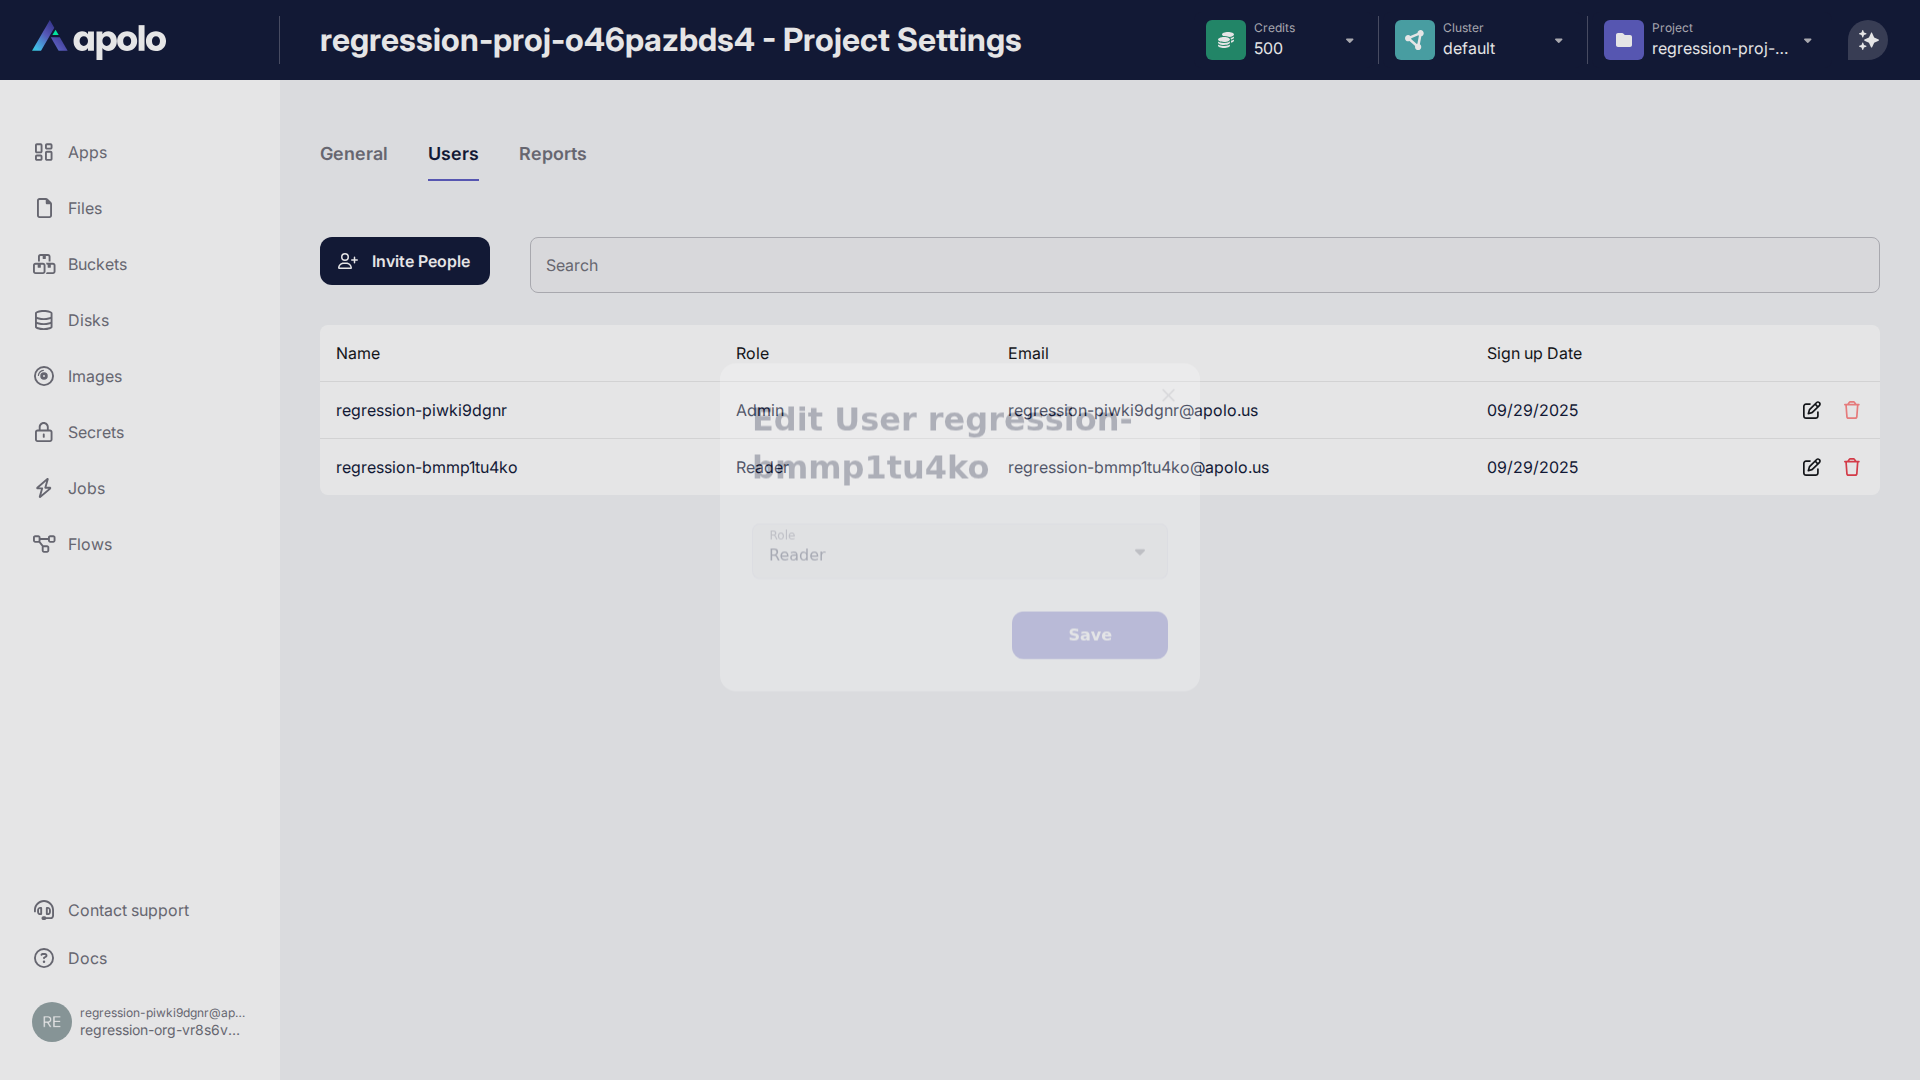 apolo
regression-proj-o46pazbds4 - Project Settings
Credits
500
Cluster
default
Project
regression-proj-...
Apps
Files
Buckets
Disks
Images
Secrets
Jobs
Flows
Contact support
Docs
RE
regression-piwki9dgnr@ap...
regression-org-vr8s6v...
General Users Reports
Invite People
Search
Name Role Email Sign up Date
regression-piwki9dgnr Admin regression-piwki9dgnr@apolo.us 09/29/2025
regression-bmmp1tu4ko Reader regression-bmmp1tu4ko@apolo.us 09/29/2025
Edit User regression-
bmmp1tu4ko
Role
Reader
Save